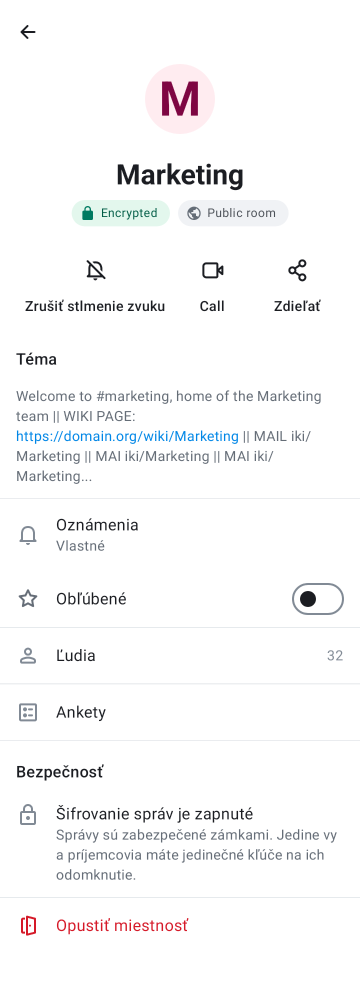 M
Marketing
Encrypted
Public room
Zrušiť stlmenie zvuku
Call
Zdieľať
Téma
Welcome to #marketing, home of the Marketing
team || WIKI PAGE:
https://domain.org/wiki/Marketing || MAIL iki/
Marketing || MAI iki/Marketing || MAI iki/
Marketing...
Oznámenia
Vlastné
Obľúbené
Ľudia
32
Ankety
Bezpečnosť
Šifrovanie správ je zapnuté
Správy sú zabezpečené zámkami. Jedine vy
a príjemcovia máte jedinečné kľúče na ich
odomknutie.
Opustiť miestnosť